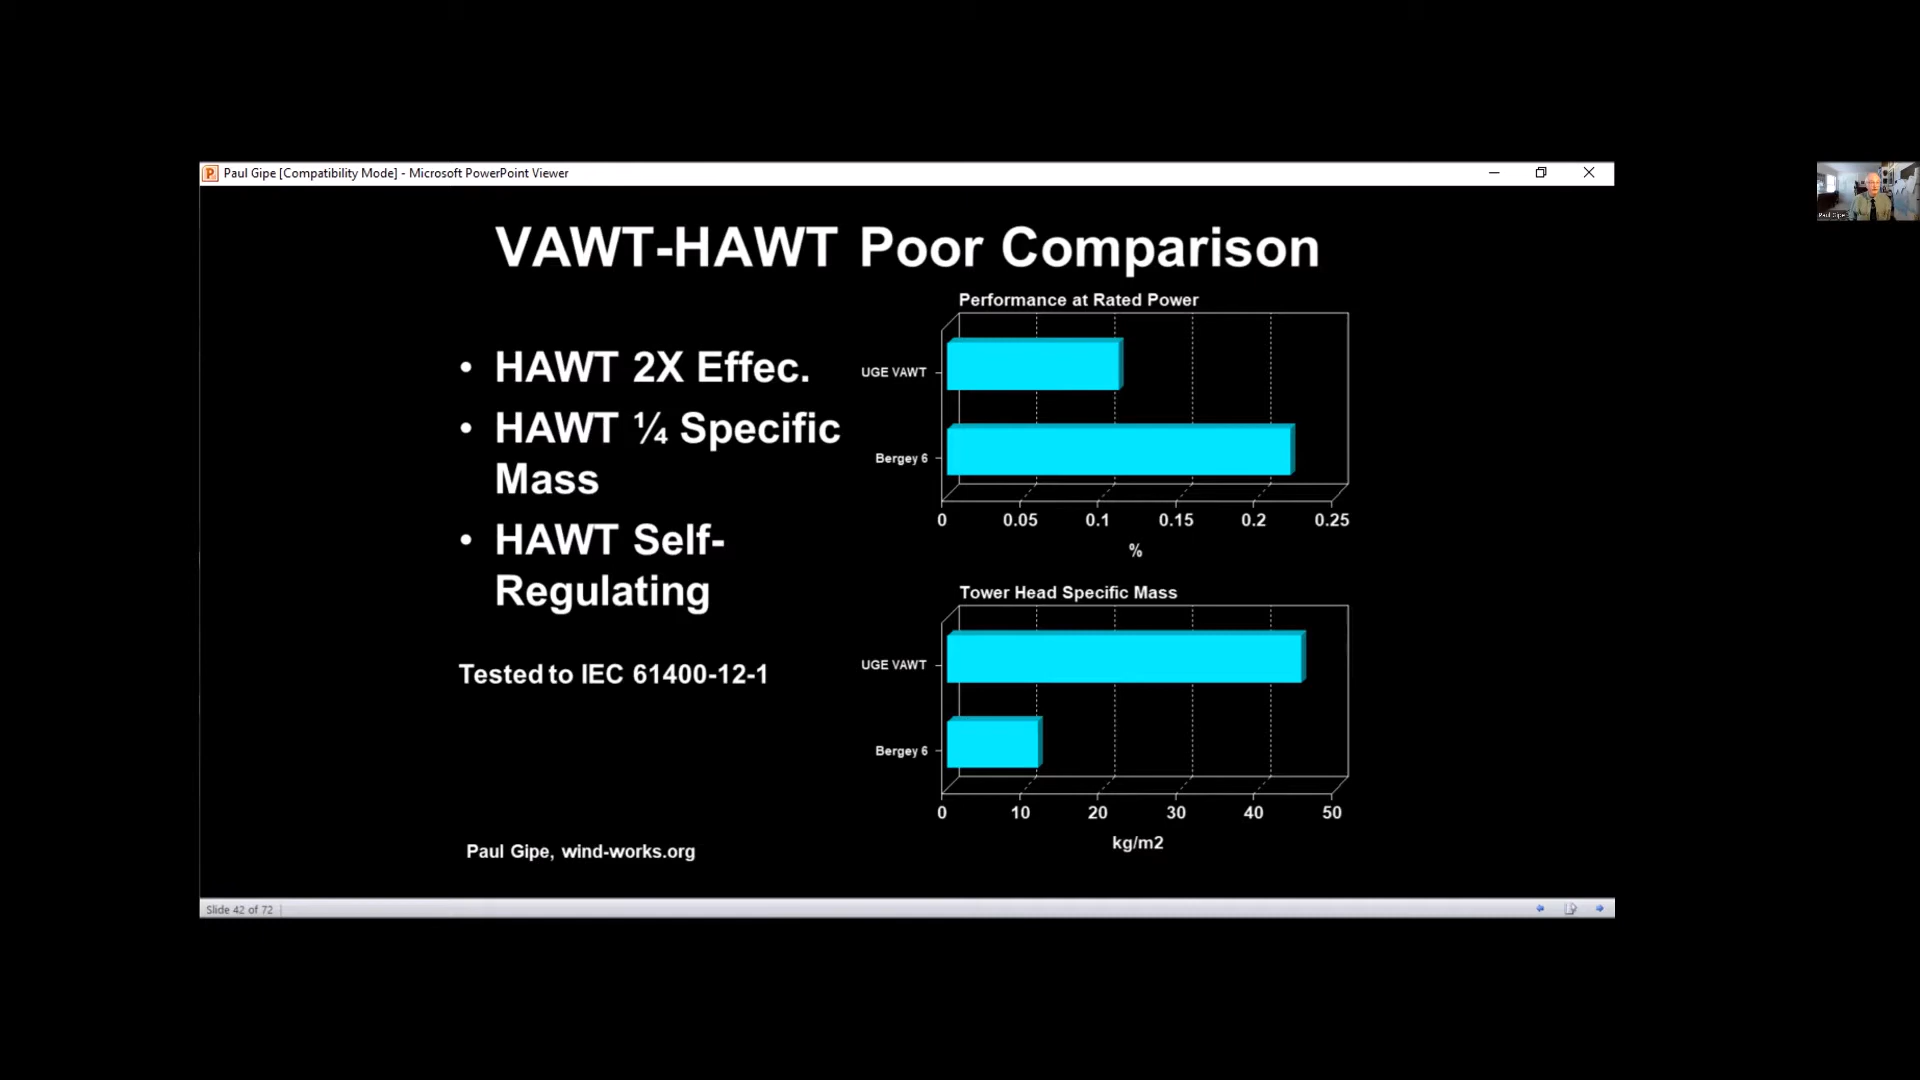 Paul Gipe [Compatibility Mode] - Microsoft PowerPoint Viewer
VAWT-HAWT Poor Comparison
• HAWT 2X Effec.
• HAWT ¼ Specific
Mass
• HAWT Self-
Regulating
Tested to IEC 61400-12-1
Paul Gipe, wind-works.org
Performance at Rated Power
UGE VAWT
Bergey 6
0 0.05 0.1 0.15 0.2 0.25
%
Tower Head Specific Mass
UGE VAWT
Bergey 6
0 10 20 30 40 50
kg/m2
Slide 42 of 72
Paul Gipe